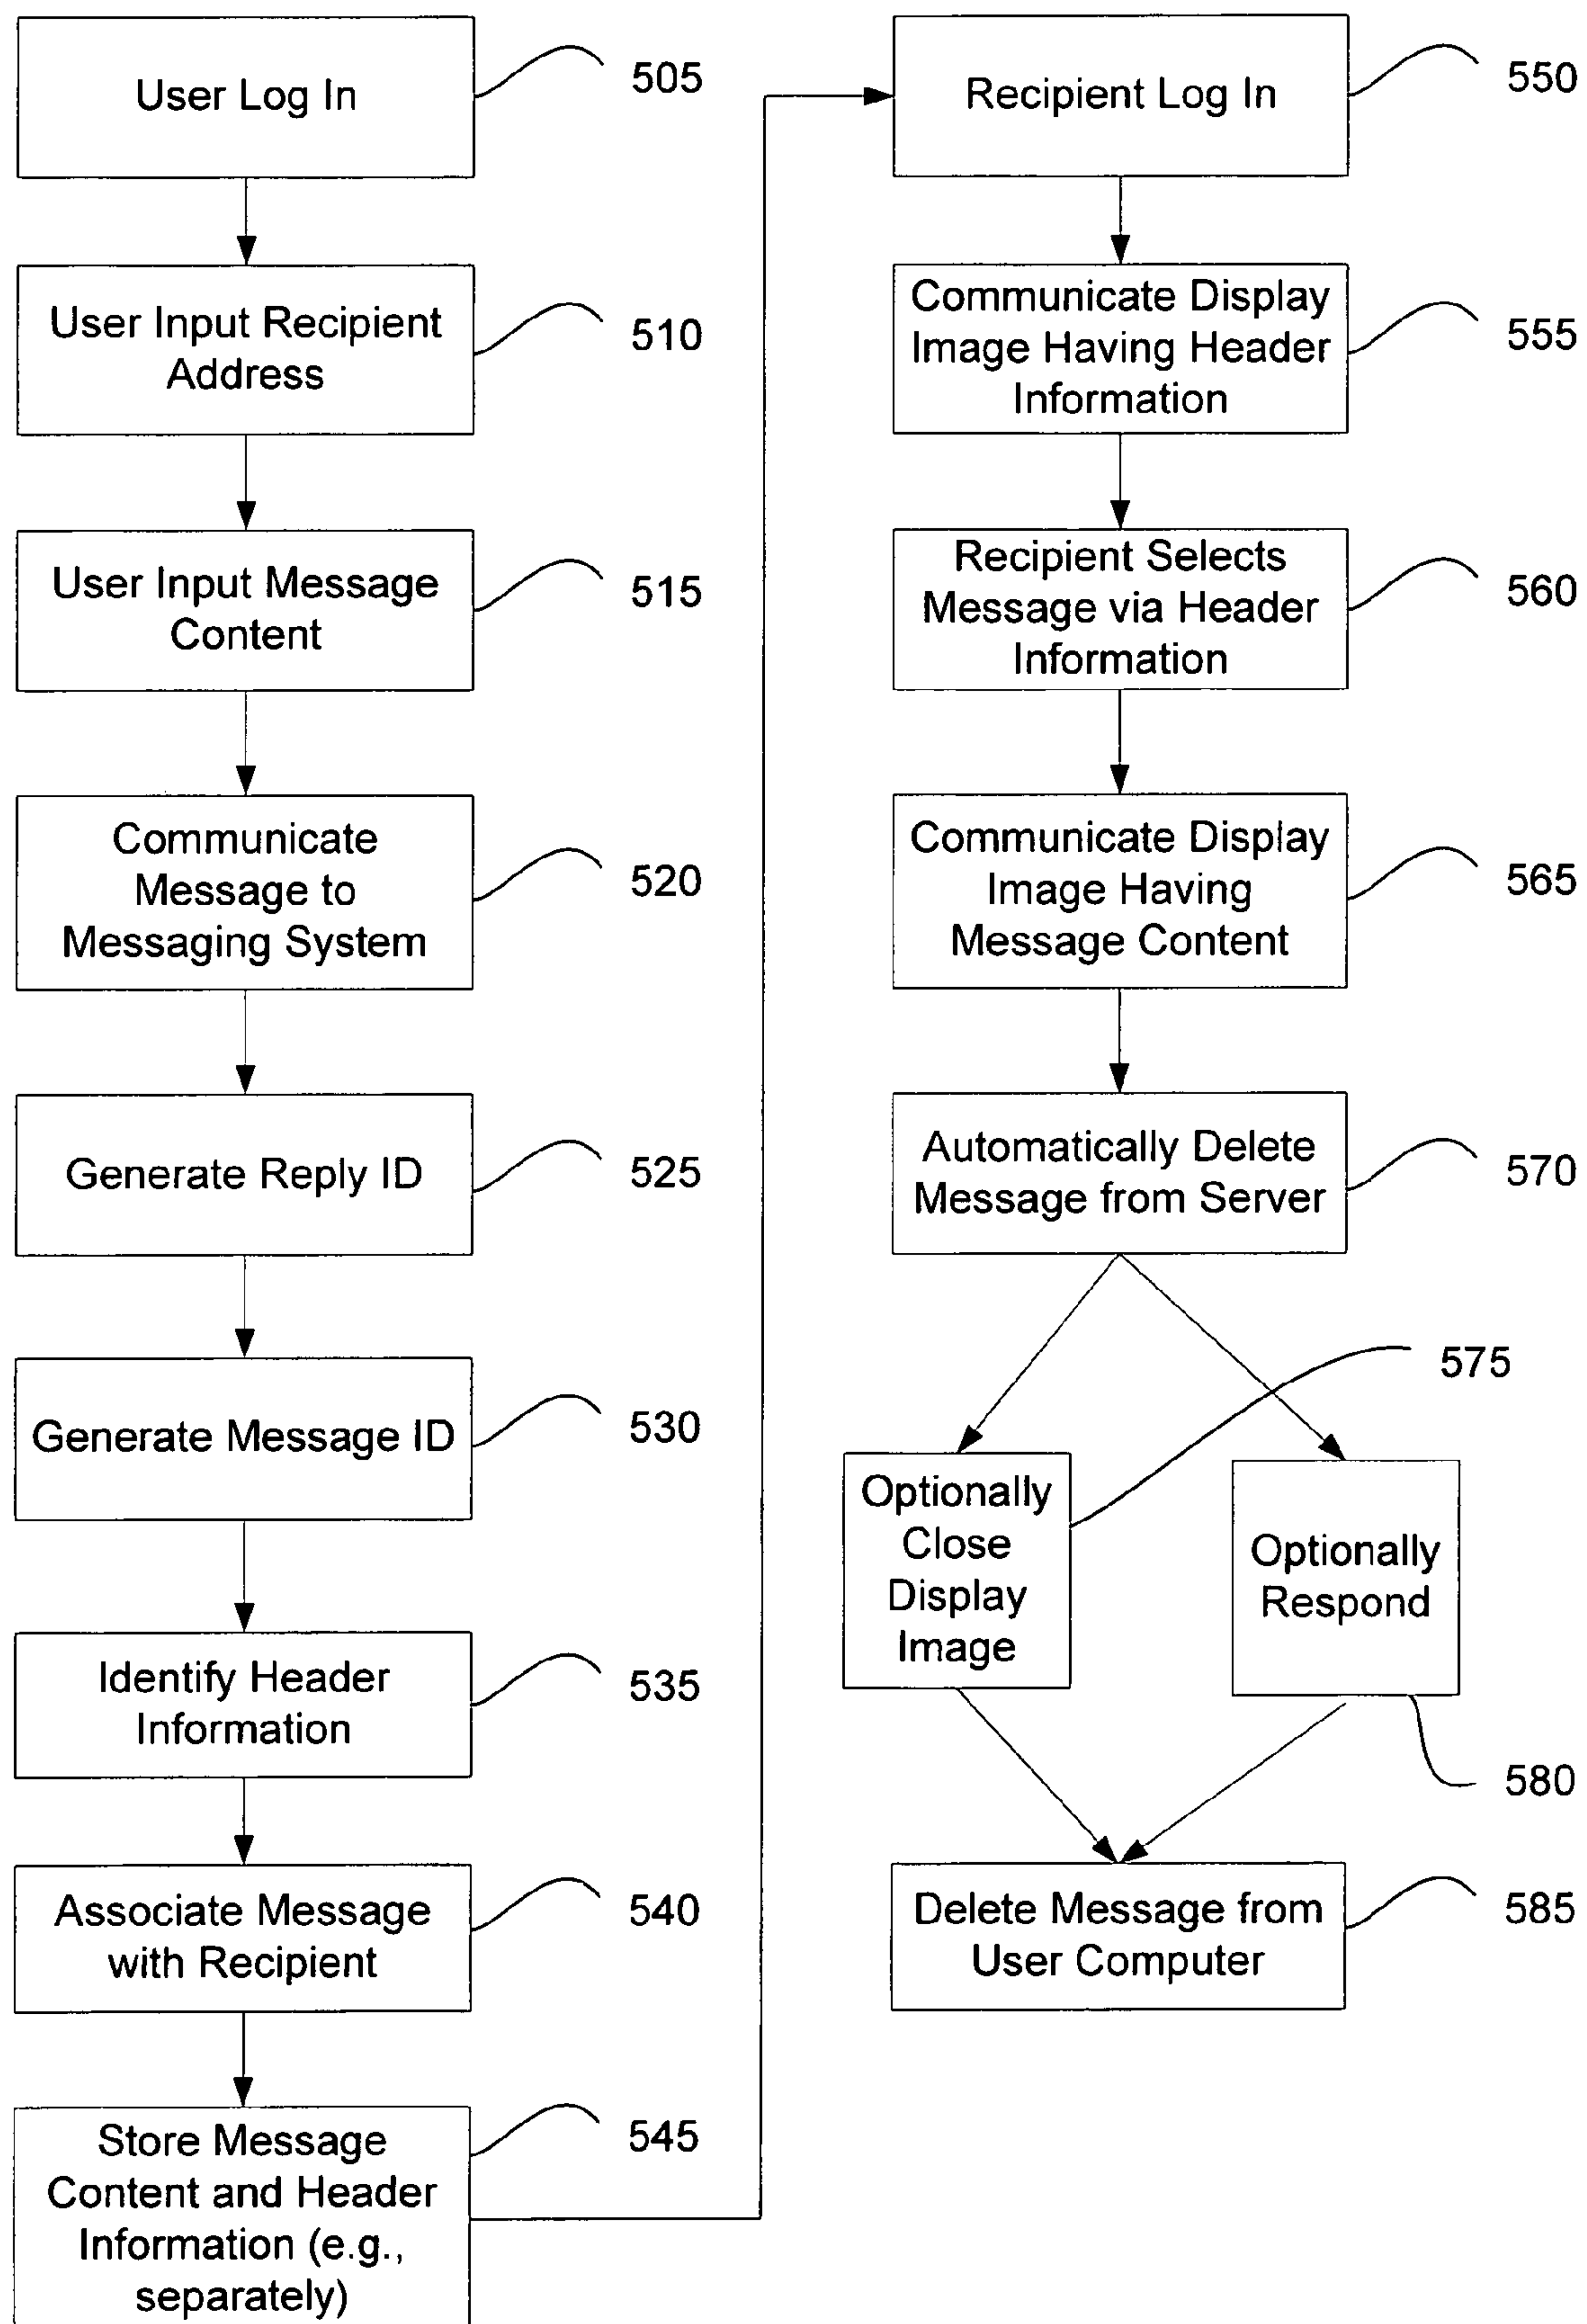 User Log In
505
User Input Recipient
Address
510
User Input Message
Content
515
Communicate
Message to
Messaging System
520
Generate Reply ID
525
Generate Message ID
530
Identify Header
Information
535
Associate Message
with Recipient
540
Store Message
Content and Header
Information (e.g.,
separately)
545
Recipient Log In
550
Communicate Display
Image Having Header
Information
555
Recipient Selects
Message via Header
Information
560
Communicate Display
Image Having
Message Content
565
Automatically Delete
Message from Server
570
Optionally
Close
Display
Image
575
Optionally
Respond
580
Delete Message from
User Computer
585